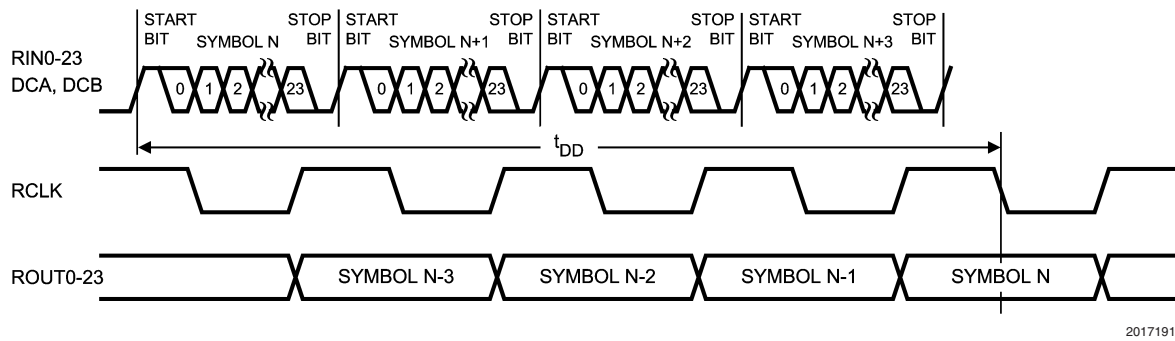 START BIT SYMBOL N STOP BIT
START BIT SYMBOL N+1 STOP BIT
START BIT SYMBOL N+2 STOP BIT
START BIT SYMBOL N+3 STOP BIT
RIN0-23
DCA, DCB
0 1 2 23
0 1 2 23
0 1 2 23
0 1 2 23
tDD
RCLK
ROUT0-23
SYMBOL N-3
SYMBOL N-2
SYMBOL N-1
SYMBOL N
2017191